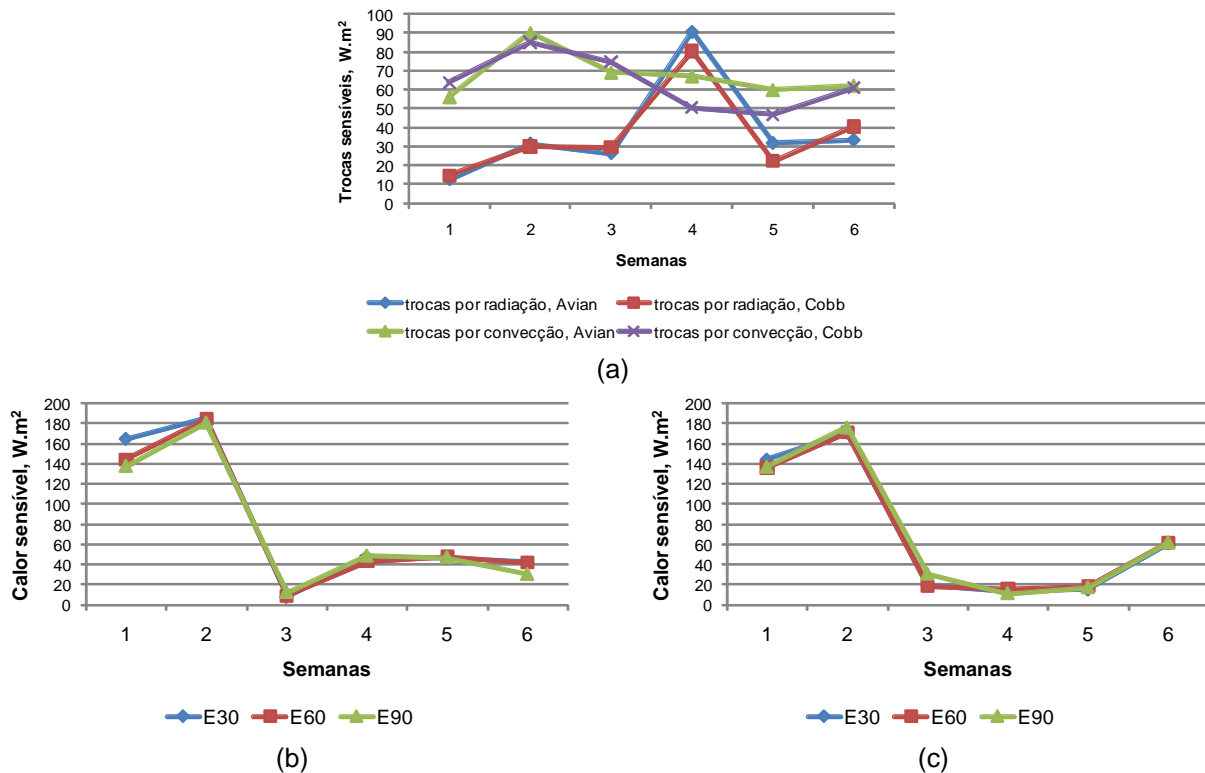 Trocas sensíveis, W.m²
100
90
80
70
60
50
40
30
20
10
0
1 2 3 4 5 6
Semanas
trocas por radiação, Avian trocas por radiação, Cobb
trocas por convecção, Avian trocas por convecção, Cobb
(a)
Calor sensível, W.m²
200
180
160
140
120
100
80
60
40
20
0
1 2 3 4 5 6
Semanas
E30 E60 E90
(b)
Calor sensível, W.m²
200
180
160
140
120
100
80
60
40
20
0
1 2 3 4 5 6
Semanas
E30 E60 E90
(c)